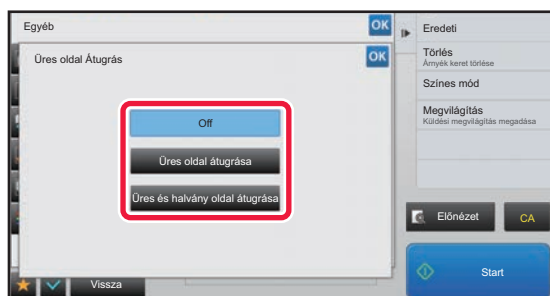 Egyéb
OK
Üres oldal Átugrás
OK
Off
Üres oldal átugrása
Üres és halvány oldal átugrása
Vissza
Eredeti
Törlés
Árnyék keret törlése
Színes mód
Megvilágítás
Küldési megvilágítás megadása
Előnézet
CA
Start